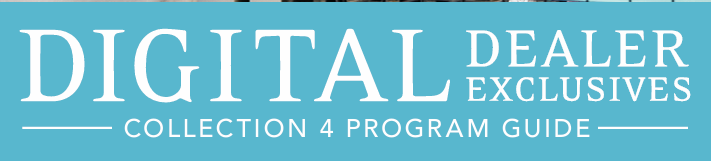 DIGITAL DEALER EXCLUSIVES
COLLECTION 4 PROGRAM GUIDE